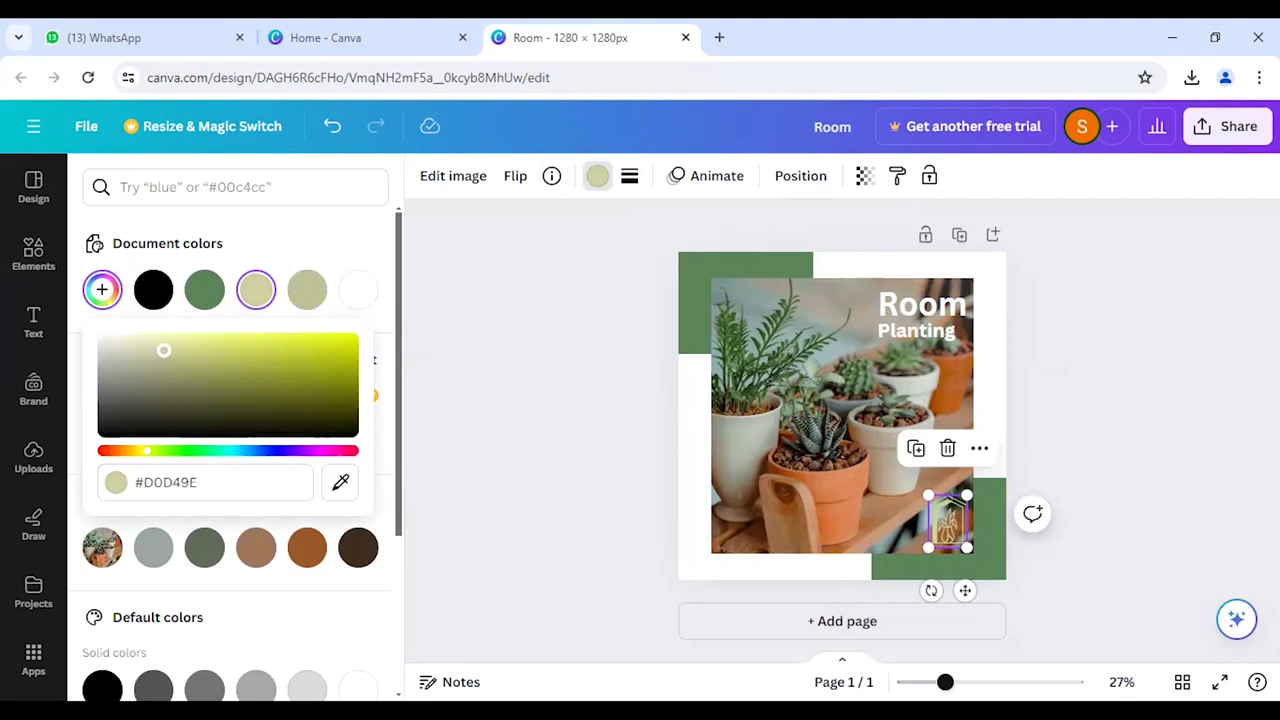 (13) WhatsApp
Home - Canva
Room - 1280 × 1280px
canva.com/design/DAGH6R6cFHo/VmqNH2mF5a__0kcyb8MhUw/edit
File
Resize & Magic Switch
Room
Get another free trial
S
Share
Design
Elements
Text
Brand
Uploads
Draw
Projects
Apps
Try “blue” or “#00c4cc”
Document colors
#D0D49E
Default colors
Solid colors
Edit image
Flip
Animate
Position
Room
Planting
+ Add page
Notes
Page 1 / 1
27%